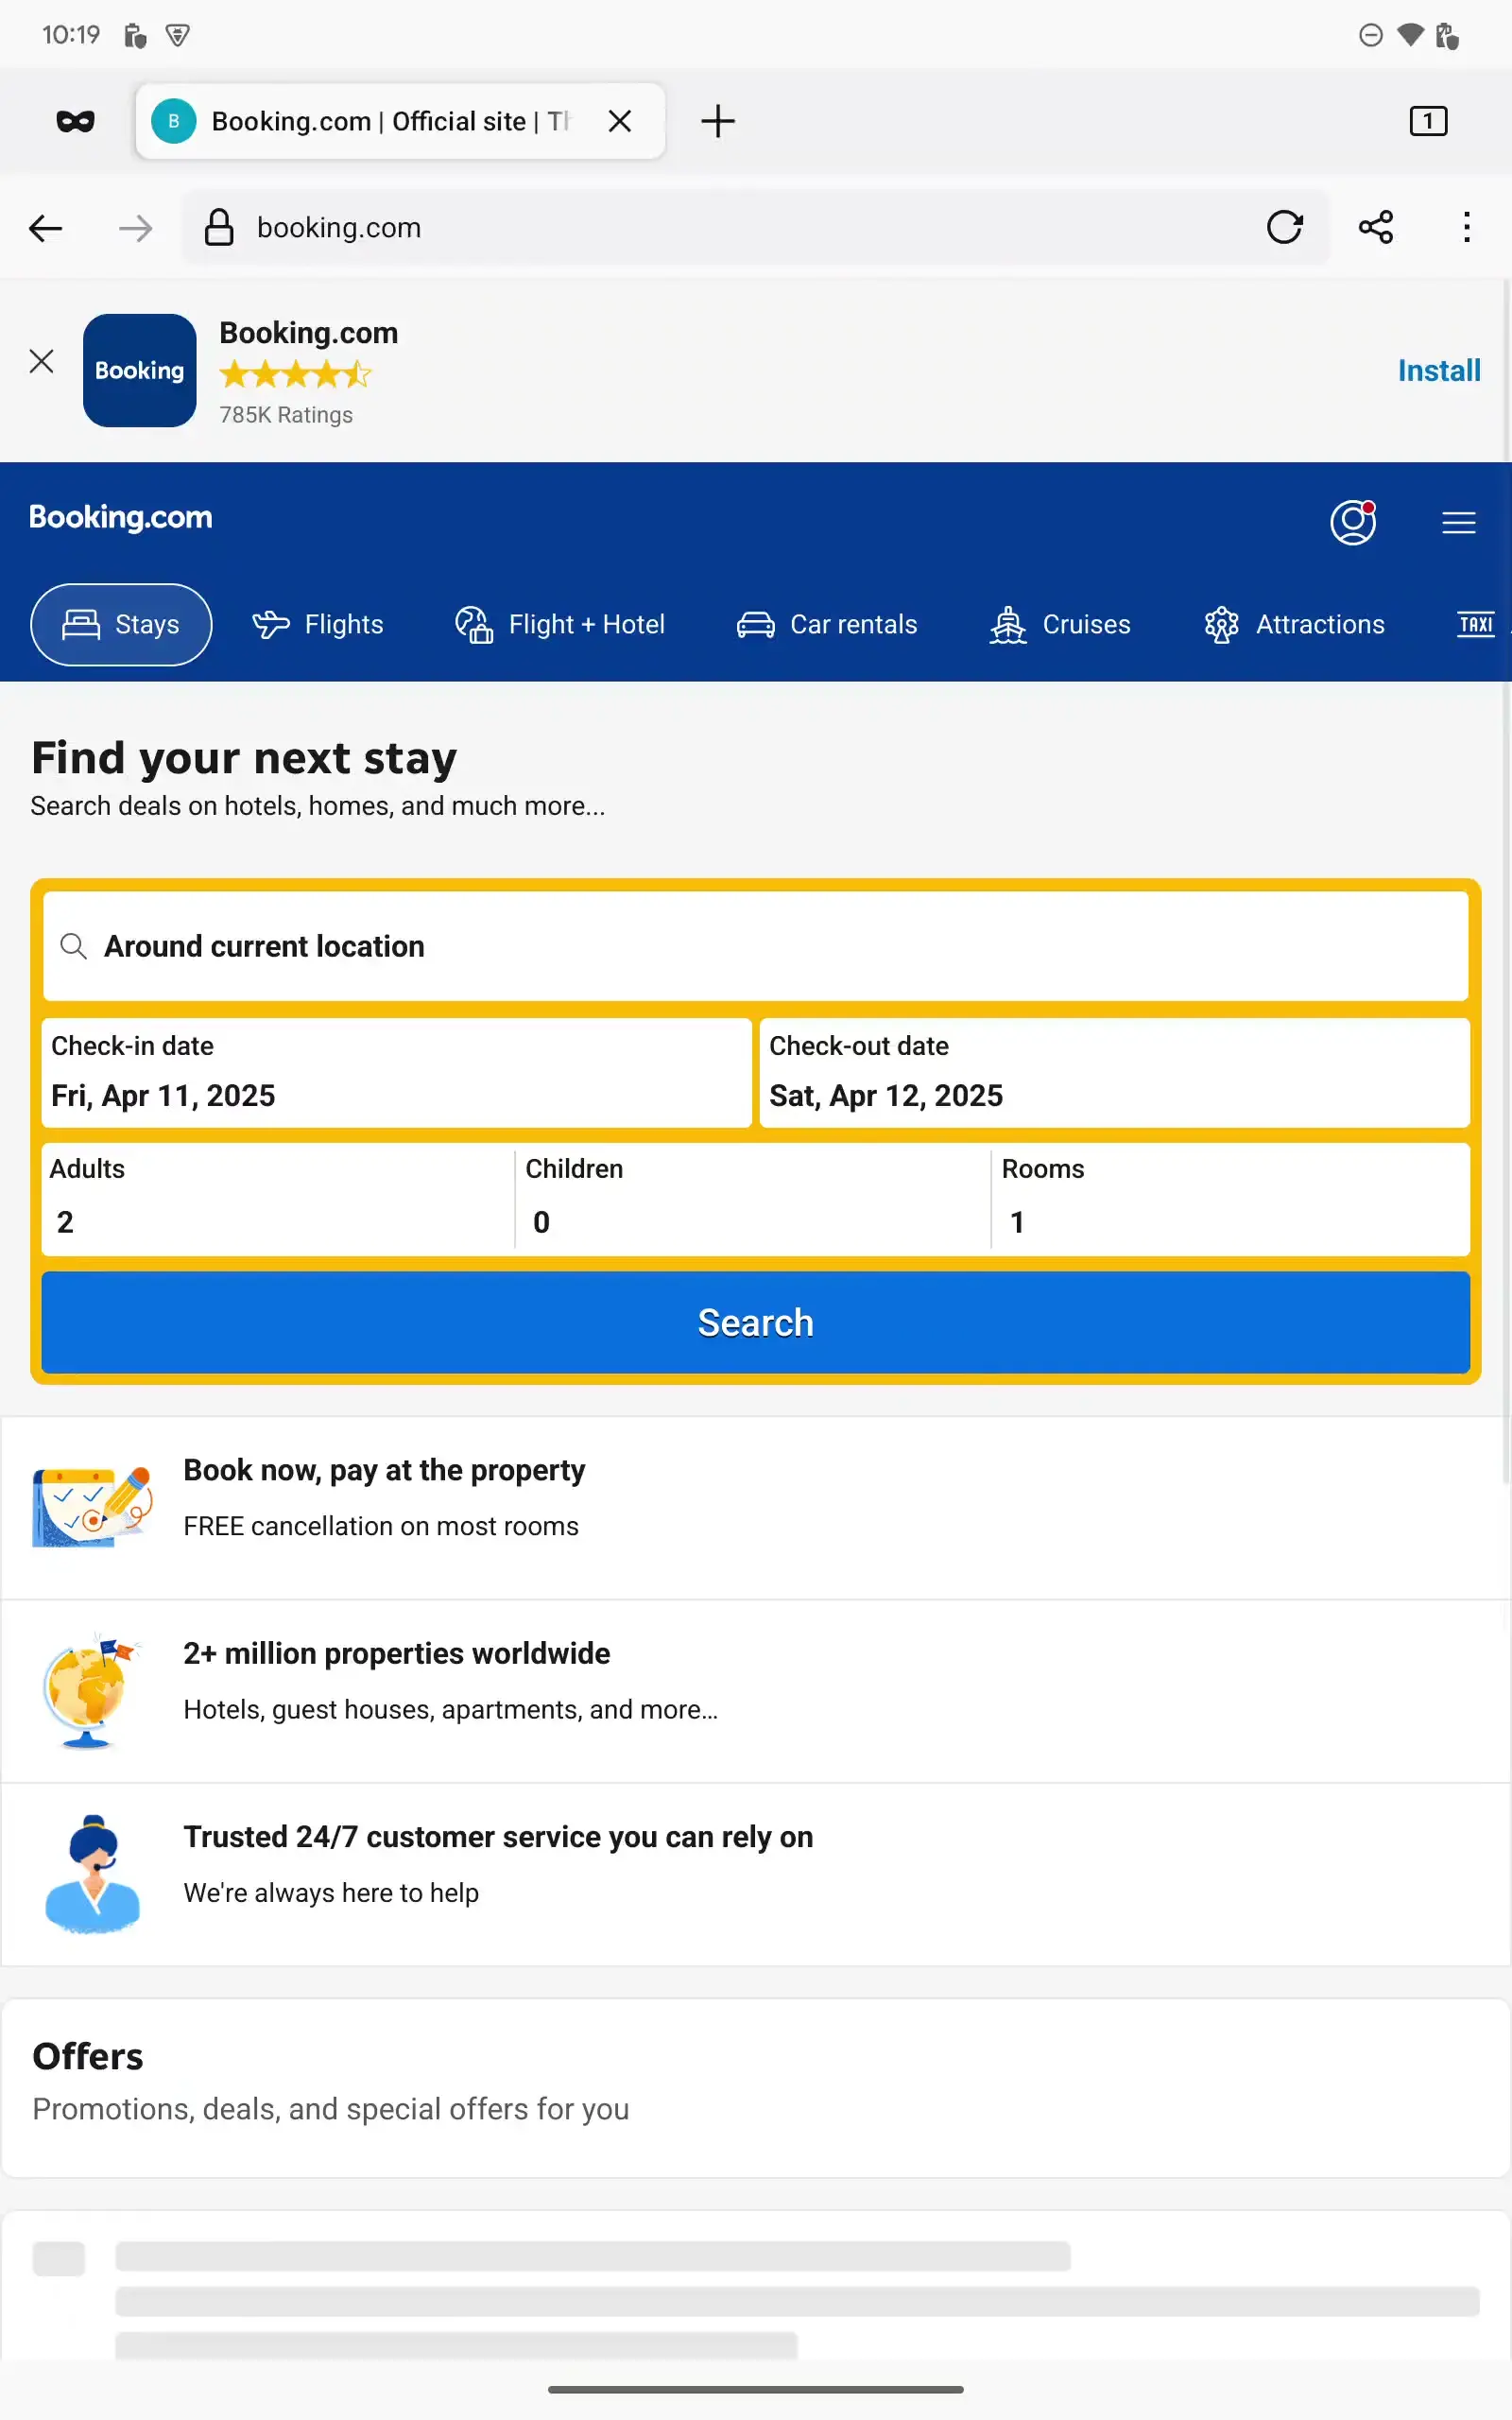 10:19
B
Booking.com | Official site | Th
1
booking.com
Booking
Booking.com
785K Ratings
Install
Booking.com
Stays
Flights
Flight + Hotel
Car rentals
Cruises
Attractions
TAXI
Find your next stay
Search deals on hotels, homes, and much more...
Around current location
Check-in date
Fri, Apr 11, 2025
Check-out date
Sat, Apr 12, 2025
Adults
2
Children
0
Rooms
1
Search
Book now, pay at the property
FREE cancellation on most rooms
2+ million properties worldwide
Hotels, guest houses, apartments, and more...
Trusted 24/7 customer service you can rely on
We're always here to help
Offers
Promotions, deals, and special offers for you